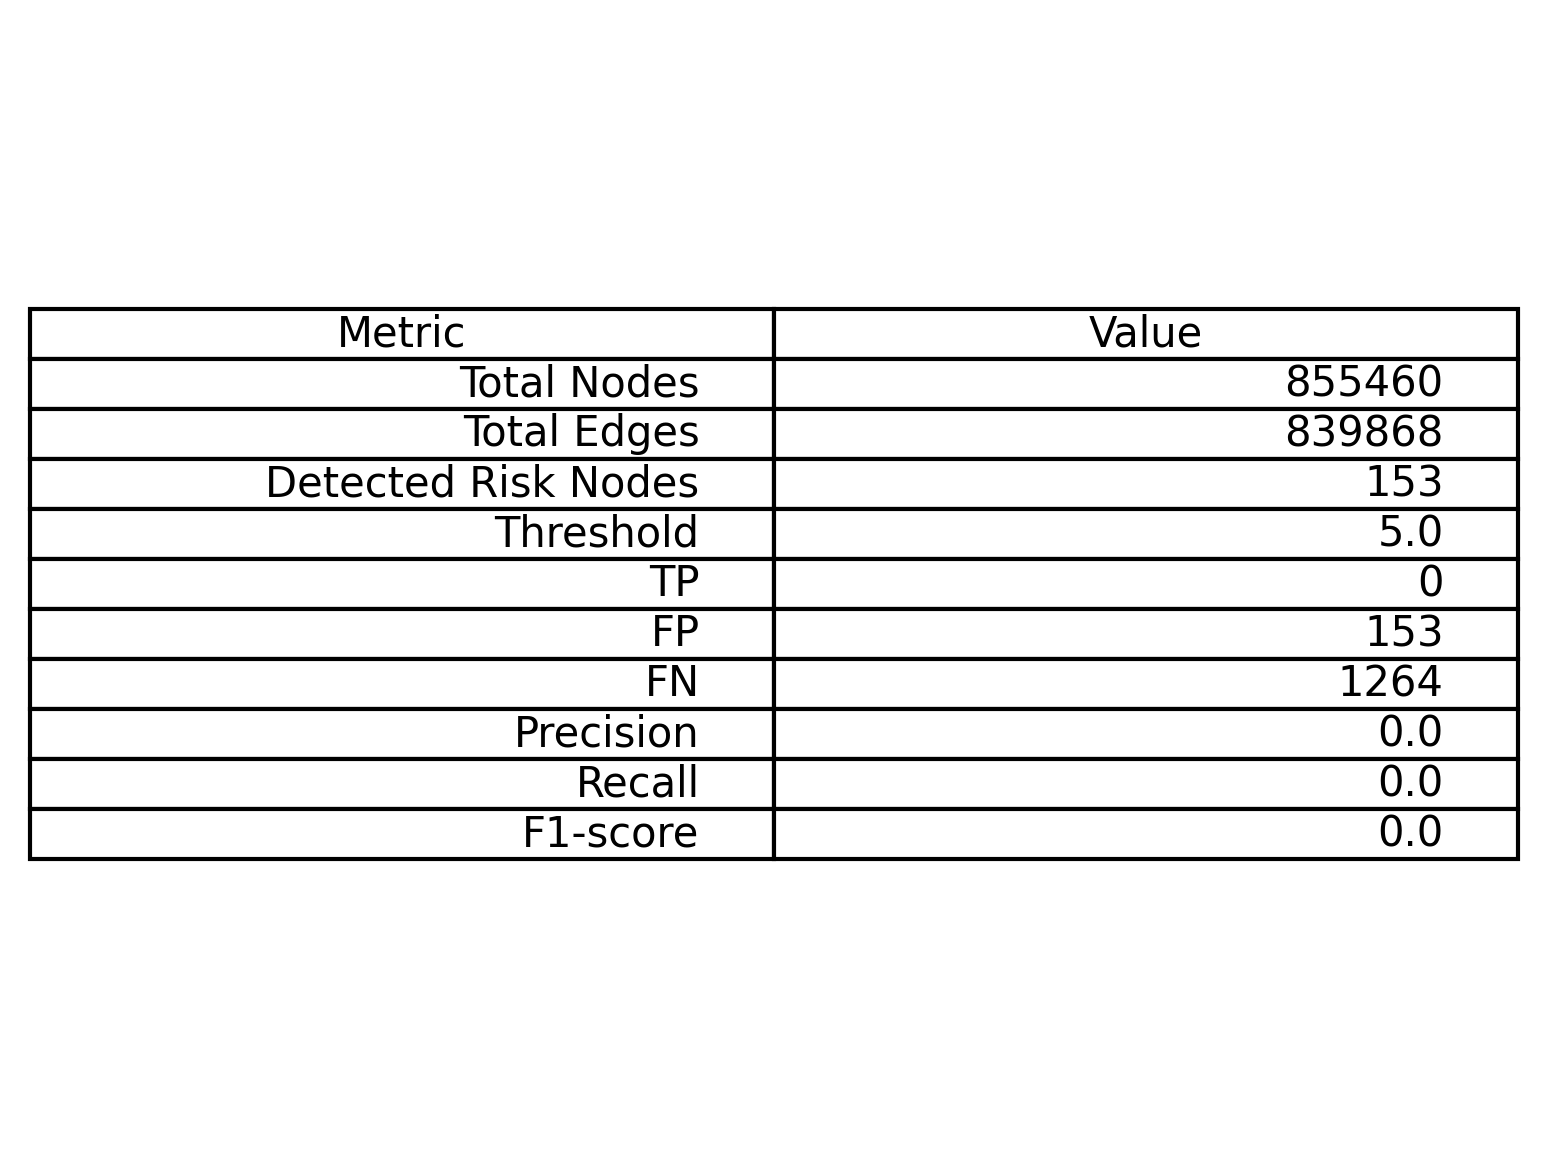 Metric Value
Total Nodes 855460
Total Edges 839868
Detected Risk Nodes 153
Threshold 5.0
TP 0
FP 153
FN 1264
Precision 0.0
Recall 0.0
F1-score 0.0